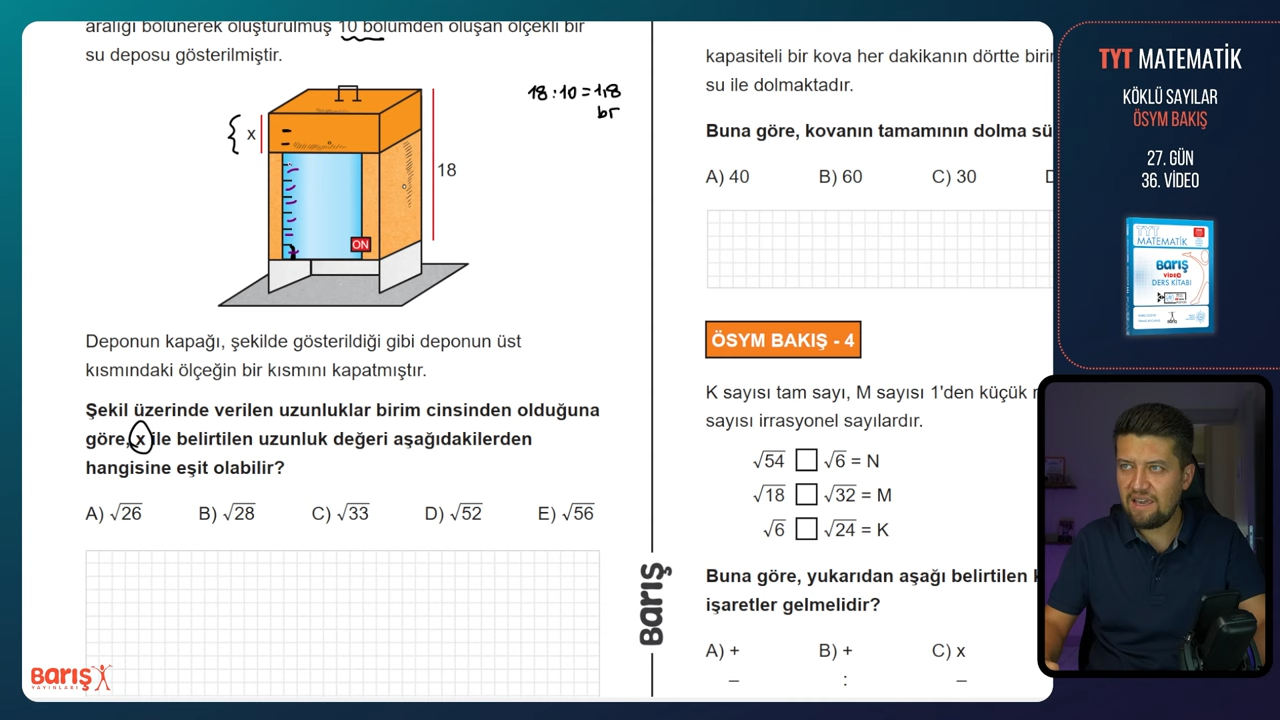 aralığı bölünerek oluşturulmuş 10 bölümden oluşan ölçekli bir
su deposu gösterilmiştir.
18 : 10 = 1,8
br
x
18
ON
Deponun kapağı, şekilde gösterildiği gibi deponun üst
kısmındaki ölçeğin bir kısmını kapatmıştır.
Şekil üzerinde verilen uzunluklar birim cinsinden olduğuna
göre, x ile belirtilen uzunluk değeri aşağıdakilerden
hangisine eşit olabilir?
A) √26 B) √28 C) √33 D) √52 E) √56
BARIŞ
YAYINLARI
Barış
kapasiteli bir kova her dakikanın dörtte
su ile dolmaktadır.
Buna göre, kovanın tamamının dolma
A) 40 B) 60 C) 30
ÖSYM BAKIŞ - 4
K sayısı tam sayı, M sayısı 1'den küçük
sayısı irrasyonel sayılardır.
√54 □ √6 = N
√18 □ √32 = M
√6 □ √24 = K
Buna göre, yukarıdan aşağı belirtilen
işaretler gelmelidir?
A) + B) + C) x
– : –
TYT MATEMATİK
KÖKLÜ SAYILAR
ÖSYM BAKIŞ
27. GÜN
36. VİDEO
TYT
MATEMATİK
Barış
VİDEO
DERS KİTABI